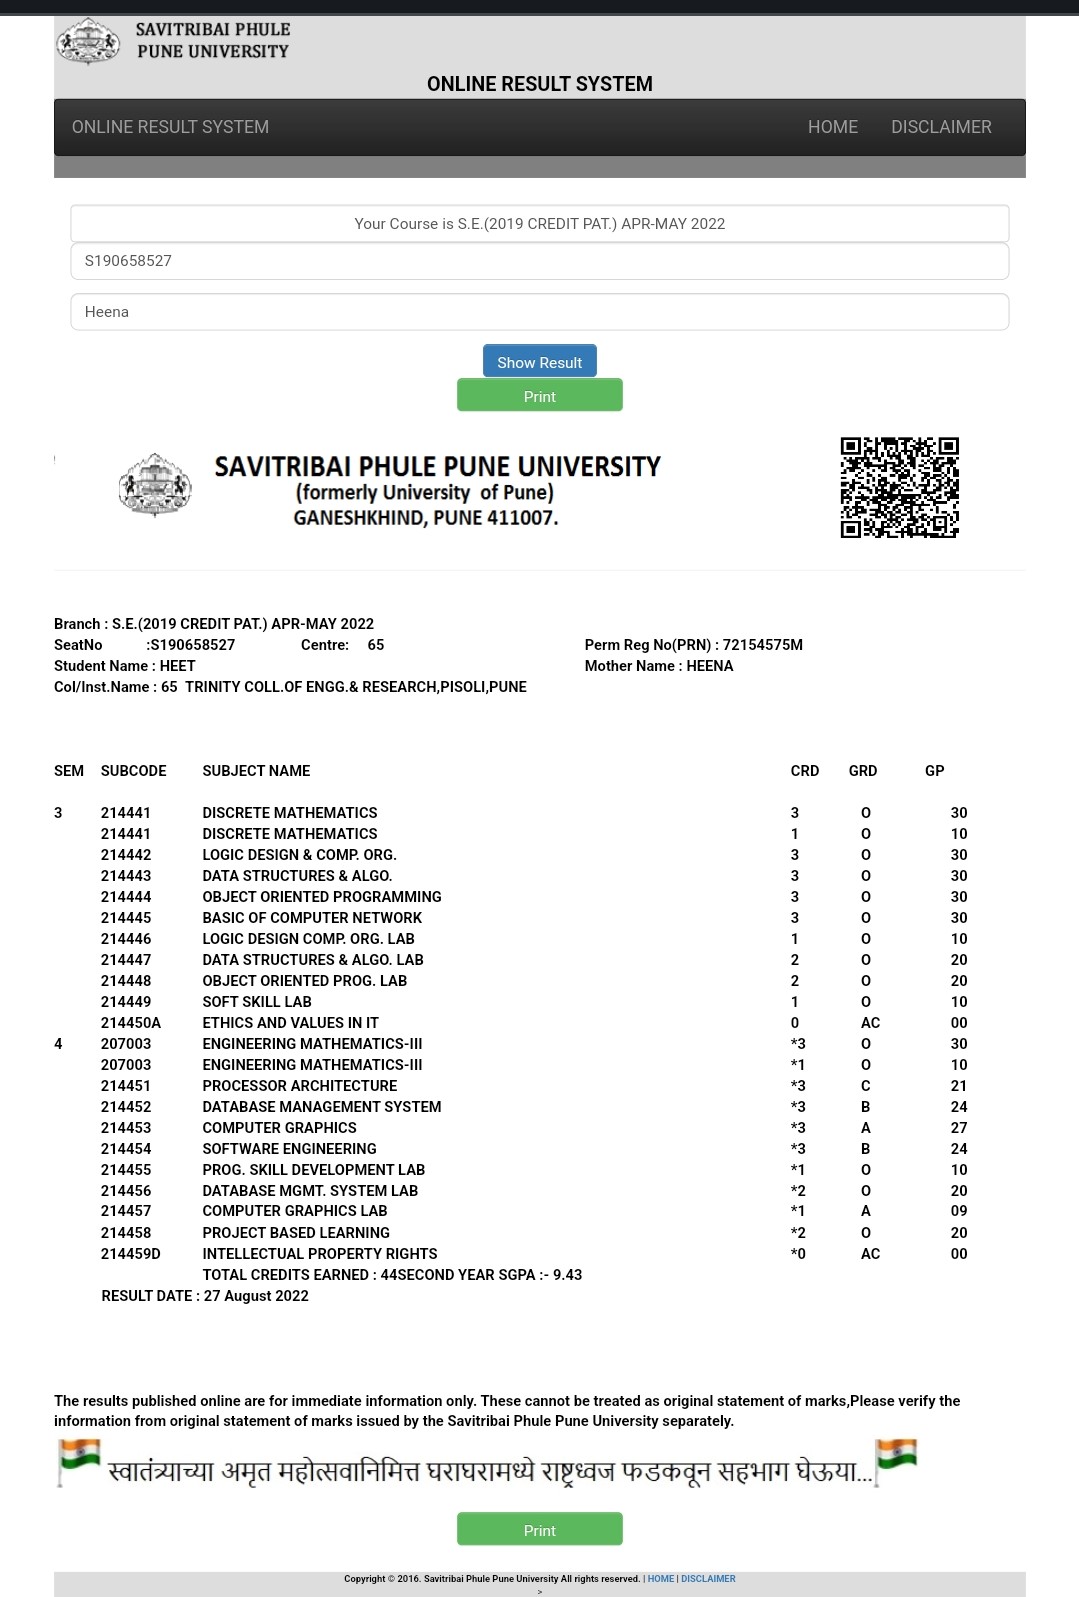 SAVITRIBAI PHULE
PUNE UNIVERSITY
ONLINE RESULT SYSTEM
ONLINE RESULT SYSTEM HOME DISCLAIMER
Your Course is S.E.(2019 CREDIT PAT.) APR-MAY 2022
S190658527
Heena
Show Result
Print
SAVITRIBAI PHULE PUNE UNIVERSITY
(formerly University of Pune)
GANESHKHIND, PUNE 411007.
Branch : S.E.(2019 CREDIT PAT.) APR-MAY 2022
SeatNo :S190658527 Centre: 65 Perm Reg No(PRN) : 72154575M
Student Name : HEET Mother Name : HEENA
Col/Inst.Name : 65 TRINITY COLL.OF ENGG.& RESEARCH,PISOLI,PUNE
SEM SUBCODE SUBJECT NAME CRD GRD GP
3 214441 DISCRETE MATHEMATICS 3 O 30
214441 DISCRETE MATHEMATICS 1 O 10
214442 LOGIC DESIGN & COMP. ORG. 3 O 30
214443 DATA STRUCTURES & ALGO. 3 O 30
214444 OBJECT ORIENTED PROGRAMMING 3 O 30
214445 BASIC OF COMPUTER NETWORK 3 O 30
214446 LOGIC DESIGN COMP. ORG. LAB 1 O 10
214447 DATA STRUCTURES & ALGO. LAB 2 O 20
214448 OBJECT ORIENTED PROG. LAB 2 O 20
214449 SOFT SKILL LAB 1 O 10
214450A ETHICS AND VALUES IN IT 0 AC 00
4 207003 ENGINEERING MATHEMATICS-III *3 O 30
207003 ENGINEERING MATHEMATICS-III *1 O 10
214451 PROCESSOR ARCHITECTURE *3 C 21
214452 DATABASE MANAGEMENT SYSTEM *3 B 24
214453 COMPUTER GRAPHICS *3 A 27
214454 SOFTWARE ENGINEERING *3 B 24
214455 PROG. SKILL DEVELOPMENT LAB *1 O 10
214456 DATABASE MGMT. SYSTEM LAB *2 O 20
214457 COMPUTER GRAPHICS LAB *1 A 09
214458 PROJECT BASED LEARNING *2 O 20
214459D INTELLECTUAL PROPERTY RIGHTS *0 AC 00
TOTAL CREDITS EARNED : 44SECOND YEAR SGPA :- 9.43
RESULT DATE : 27 August 2022
The results published online are for immediate information only. These cannot be treated as original statement of marks,Please verify the
information from original statement of marks issued by the Savitribai Phule Pune University separately.
स्वातंत्र्याच्या अमृत महोत्सवानिमित्त घराघरामध्ये राष्ट्रध्वज फडकवून सहभाग घेऊया...
Print
Copyright © 2016. Savitribai Phule Pune University All rights reserved. | HOME | DISCLAIMER
>